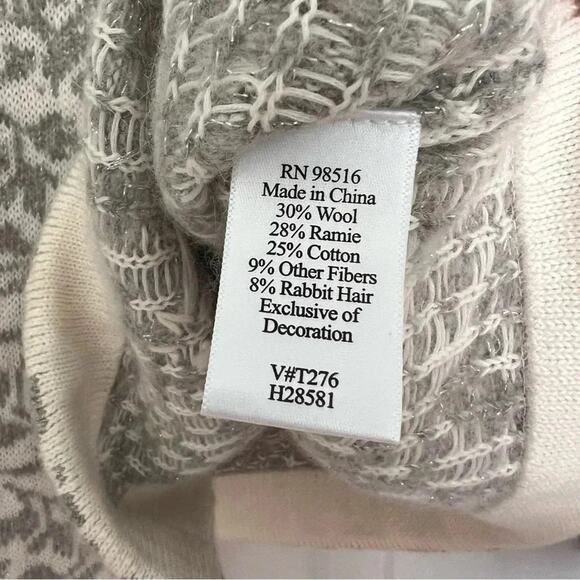 RN 98516
Made in China
30% Wool
28% Ramie
25% Cotton
9% Other Fibers
8% Rabbit Hair
Exclusive of
Decoration
V#T276
H28581